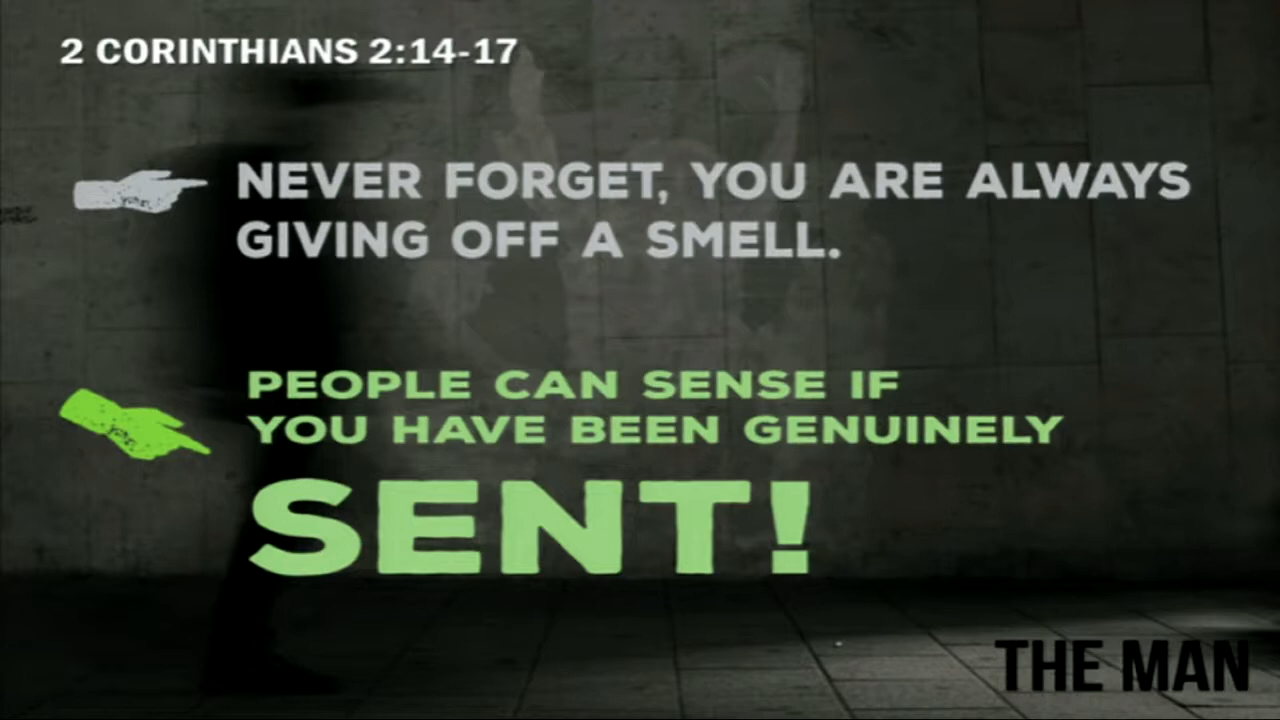 2 CORINTHIANS 2:14-17
NEVER FORGET, YOU ARE ALWAYS
GIVING OFF A SMELL.
PEOPLE CAN SENSE IF
YOU HAVE BEEN GENUINELY
SENT!
THE MAN